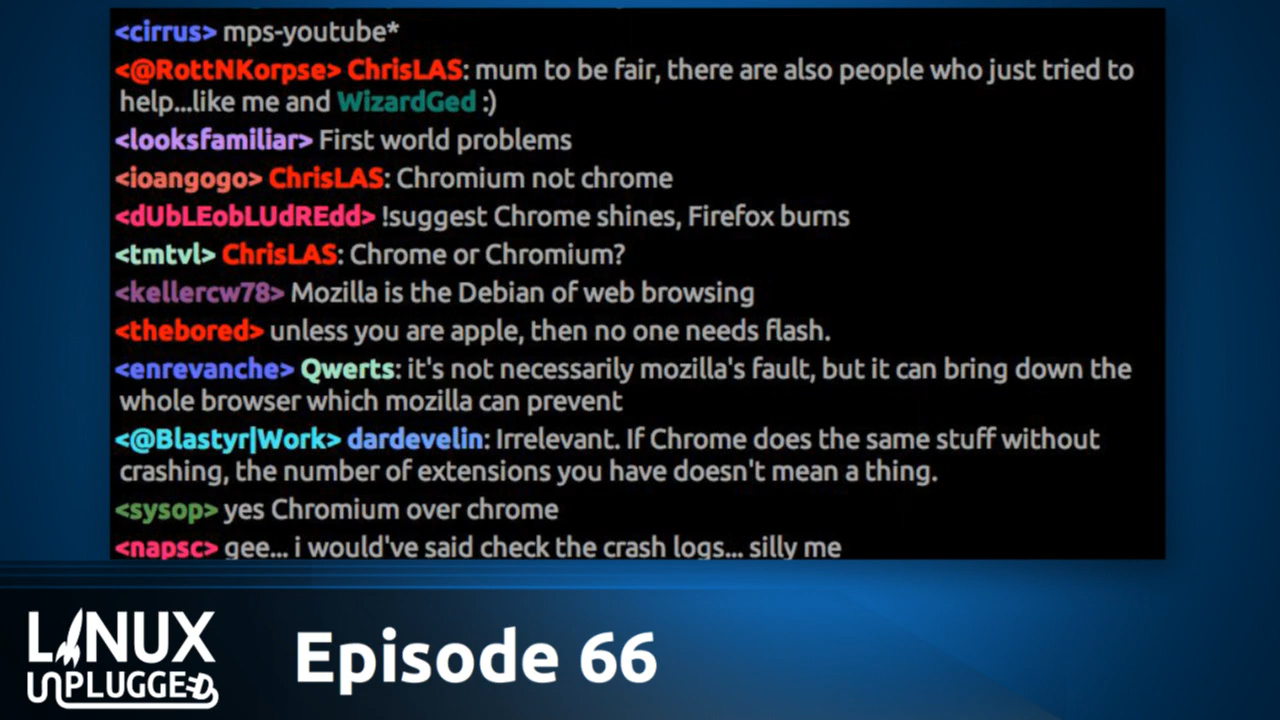 <cirrus> mps-youtube*
<@RottNKorpse> ChrisLAS: mum to be fair, there are also people who just tried to
help...like me and WizardGed :)
<looksfamiliar> First world problems
<ioangogo> ChrisLAS: Chromium not chrome
<dUbLEobLUdREdd> !suggest Chrome shines, Firefox burns
<tmtvl> ChrisLAS: Chrome or Chromium?
<kellercw78> Mozilla is the Debian of web browsing
<thebored> unless you are apple, then no one needs flash.
<enrevanche> Qwerts: it's not necessarily mozilla's fault, but it can bring down the
whole browser which mozilla can prevent
<@Blastyr|Work> dardevelin: Irrelevant. If Chrome does the same stuff without
crashing, the number of extensions you have doesn't mean a thing.
<sysop> yes Chromium over chrome
<napsc> gee... i would've said check the crash logs... silly me
LINUX
UNPLUGGED
Episode 66